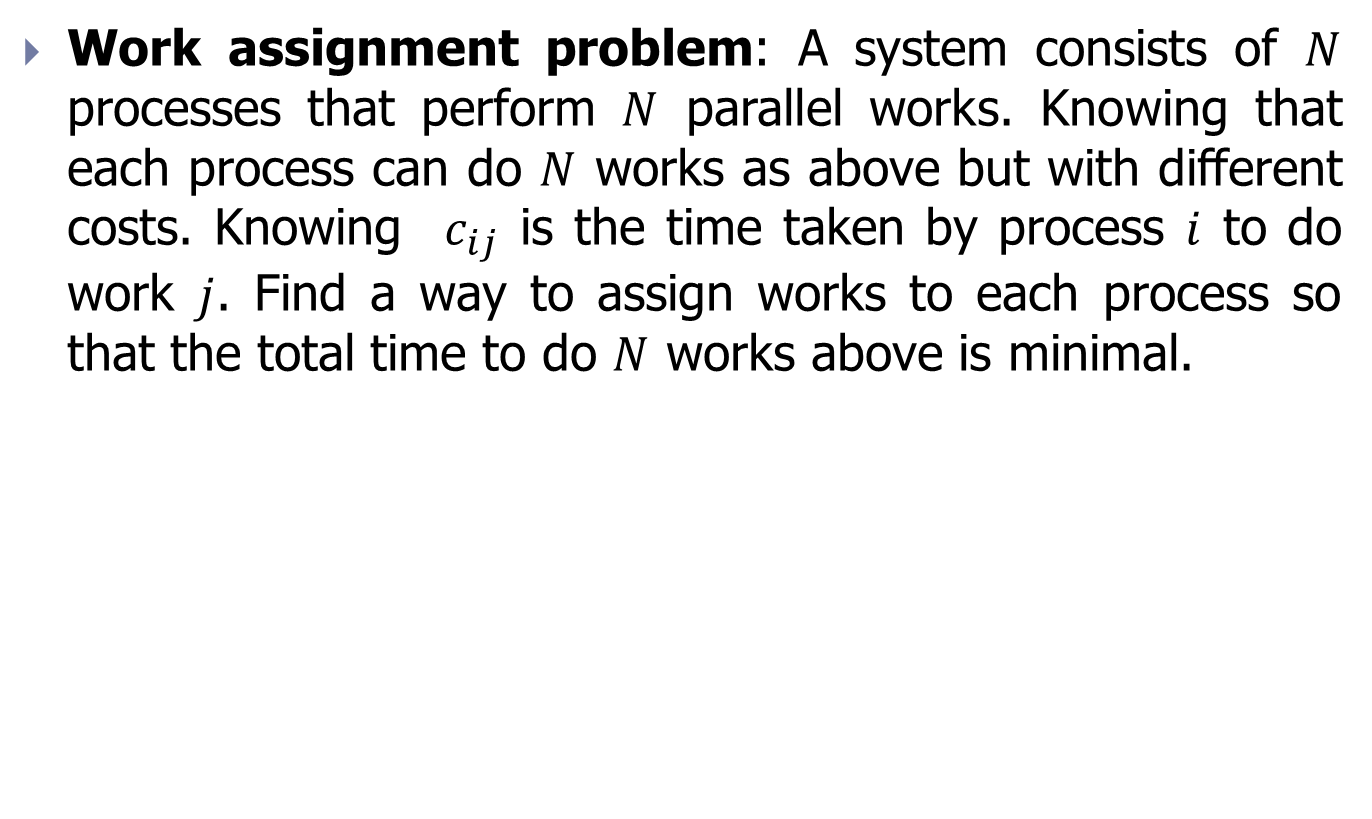 Work assignment problem: A system consists of N
processes that perform N parallel works. Knowing that
each process can do N works as above but with different
costs. Knowing c_{ij} is the time taken by process i to do
work j. Find a way to assign works to each process so
that the total time to do N works above is minimal.